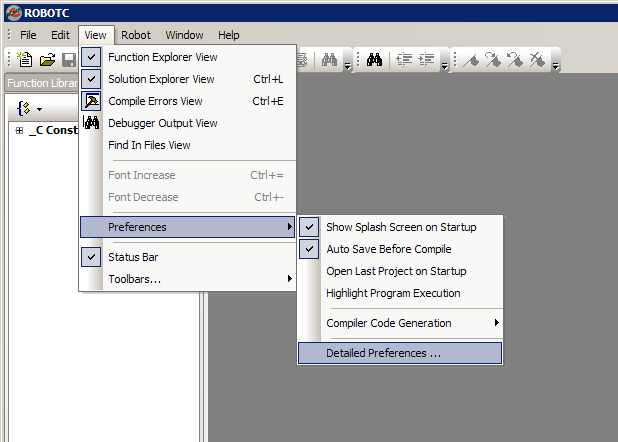 ROBOTC
File Edit View Robot Window Help
Function Explorer View
Solution Explorer View Ctrl+L
Compile Errors View Ctrl+E
Debugger Output View
Find In Files View
Font Increase Ctrl+=
Font Decrease Ctrl+-
Preferences
Status Bar
Toolbars...
Function Librar
_C Const
Show Splash Screen on Startup
Auto Save Before Compile
Open Last Project on Startup
Highlight Program Execution
Compiler Code Generation
Detailed Preferences ...